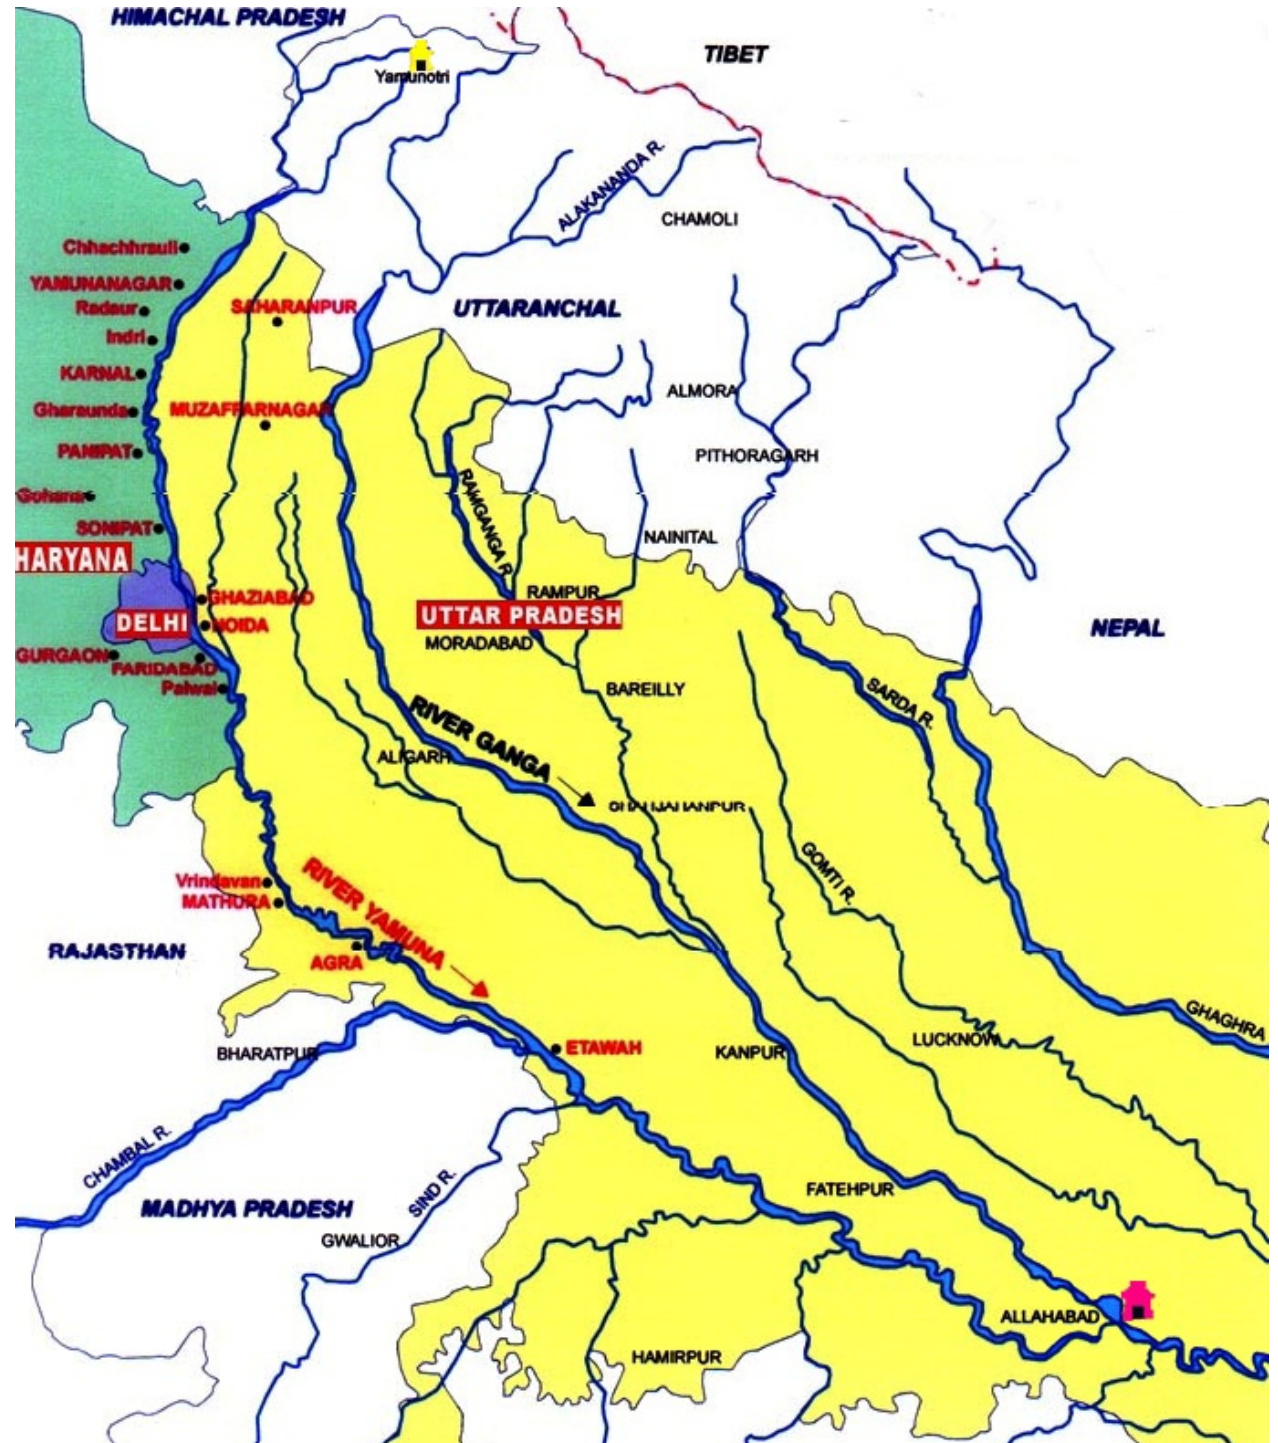 HIMACHAL PRADESH
TIBET
Yamunotri
ALAKANANDA R.
CHAMOLI
Chhachhrauli
YAMUNANAGAR
Radaur
SAHARANPUR
UTTARANCHAL
Indri
KARNAL
ALMORA
Gharaunda
MUZAFFARNAGAR
PANIPAT
PITHORAGARH
Gohana
RAMGANGA R.
SONIPAT
NAINITAL
HARYANA
GHAZIABAD
RAMPUR
DELHI
NOIDA
UTTAR PRADESH
NEPAL
MORADABAD
GURGAON
FARIDABAD
Palwal
BAREILLY
SARDA R.
RIVER GANGA
ALIGARH
SHAHJAHANPUR
GOMTI R.
Vrindavan
MATHURA
RIVER YAMUNA
RAJASTHAN
AGRA
GHAGHRA
BHARATPUR
ETAWAH
KANPUR
LUCKNOW
CHAMBAL R.
SIND R.
FATEHPUR
MADHYA PRADESH
GWALIOR
ALLAHABAD
HAMIRPUR